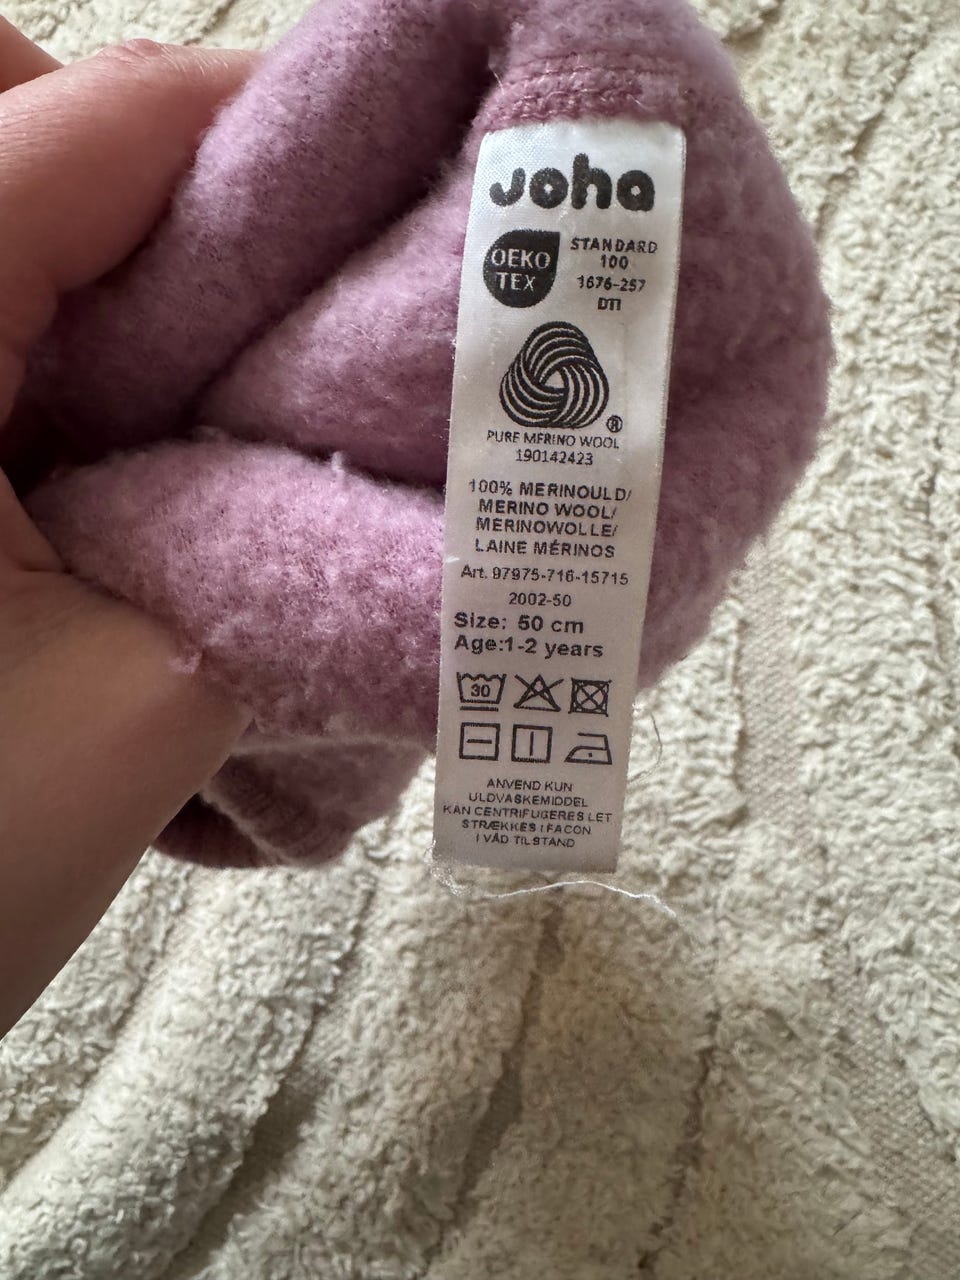 joha
OEKO
TEX
STANDARD
100
1676-257
DTI
®
PURE MERINO WOOL
190142423
100% MERINOULD/
MERINO WOOL/
MERINOWOLLE/
LAINE MÉRINOS
Art. 97975-716-15715
2002-50
Size: 50 cm
Age:1-2 years
30
ANVEND KUN
ULDVASKEMIDDEL
KAN CENTRIFUGERES LET
STRÆKKES I FACON
I VÅD TILSTAND